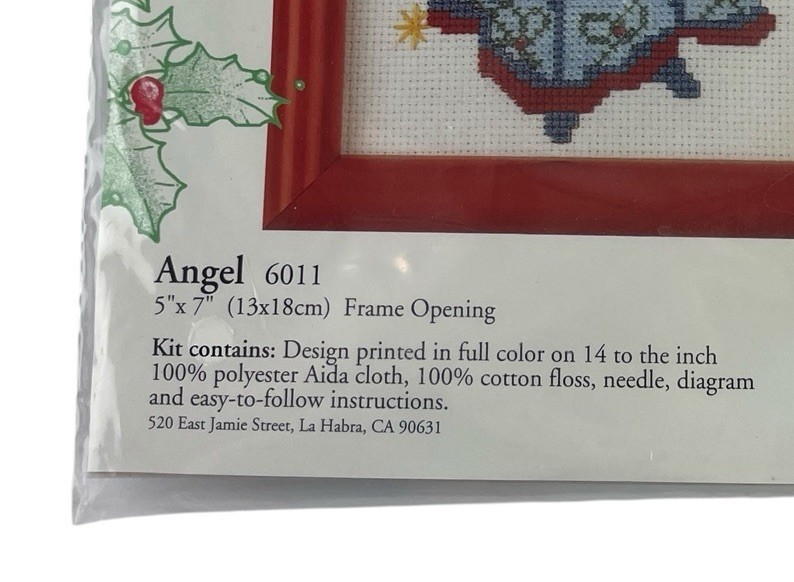 Angel 6011
5"x 7" (13x18cm) Frame Opening
Kit contains: Design printed in full color on 14 to the inch
100% polyester Aida cloth, 100% cotton floss, needle, diagram
and easy-to-follow instructions.
520 East Jamie Street, La Habra, CA 90631